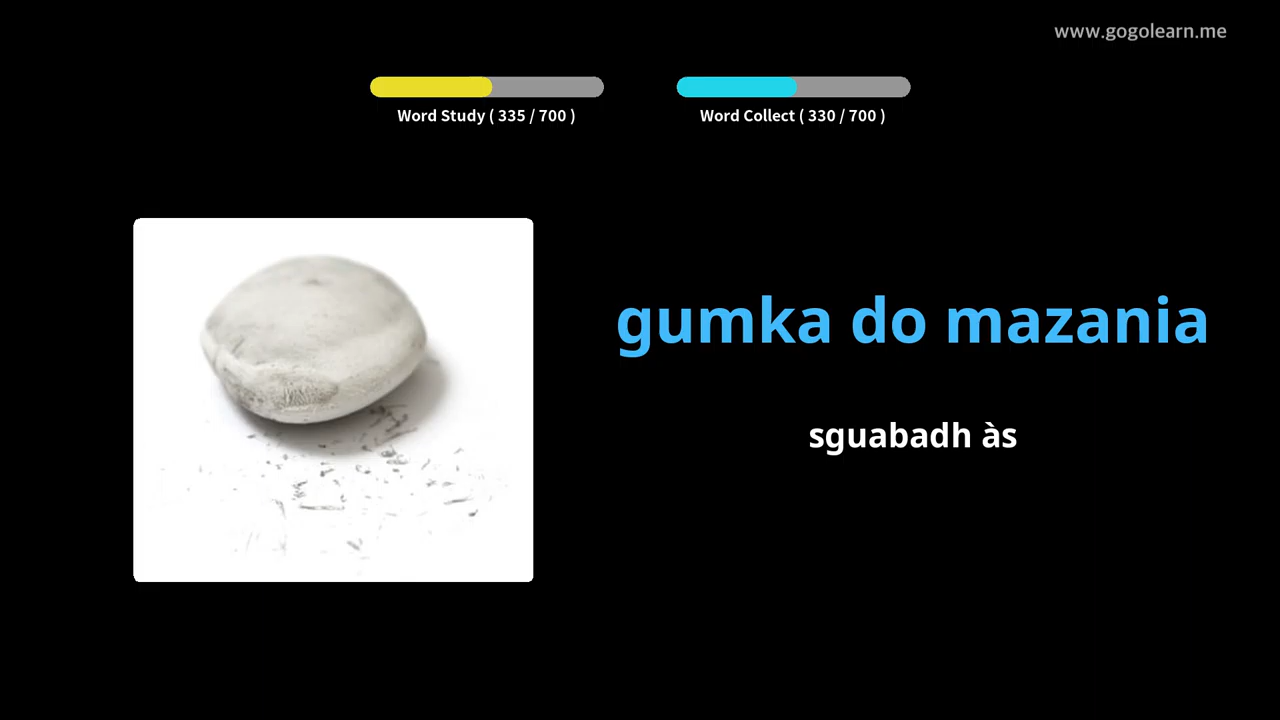 www.gogolearn.me
Word Study ( 335 / 700 )
Word Collect ( 330 / 700 )
gumka do mazania
sguabadh às